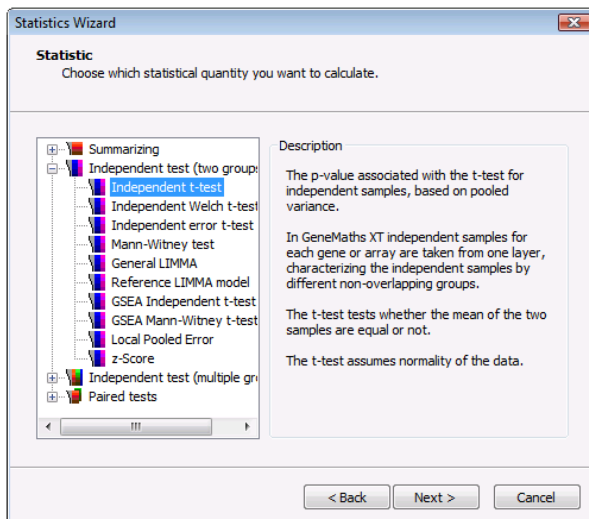 Statistics Wizard
Statistic
Choose which statistical quantity you want to calculate.
Summarizing
Independent test (two group:
Independent t-test
Independent Welch t-test
Independent error t-test
Mann-Witney test
General LIMMA
Reference LIMMA model
GSEA Independent t-test
GSEA Mann-Witney t-test
Local Pooled Error
z-Score
Independent test (multiple gr
Paired tests
Description
The p-value associated with the t-test for
independent samples, based on pooled
variance.
In GeneMaths XT independent samples for
each gene or array are taken from one layer,
characterizing the independent samples by
different non-overlapping groups.
The t-test tests whether the mean of the two
samples are equal or not.
The t-test assumes normality of the data.
< Back
Next >
Cancel